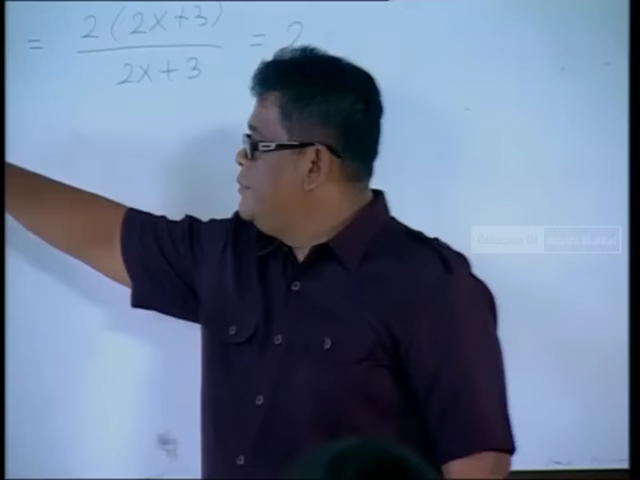 = 2(2x+3) / 2x+3 = 2